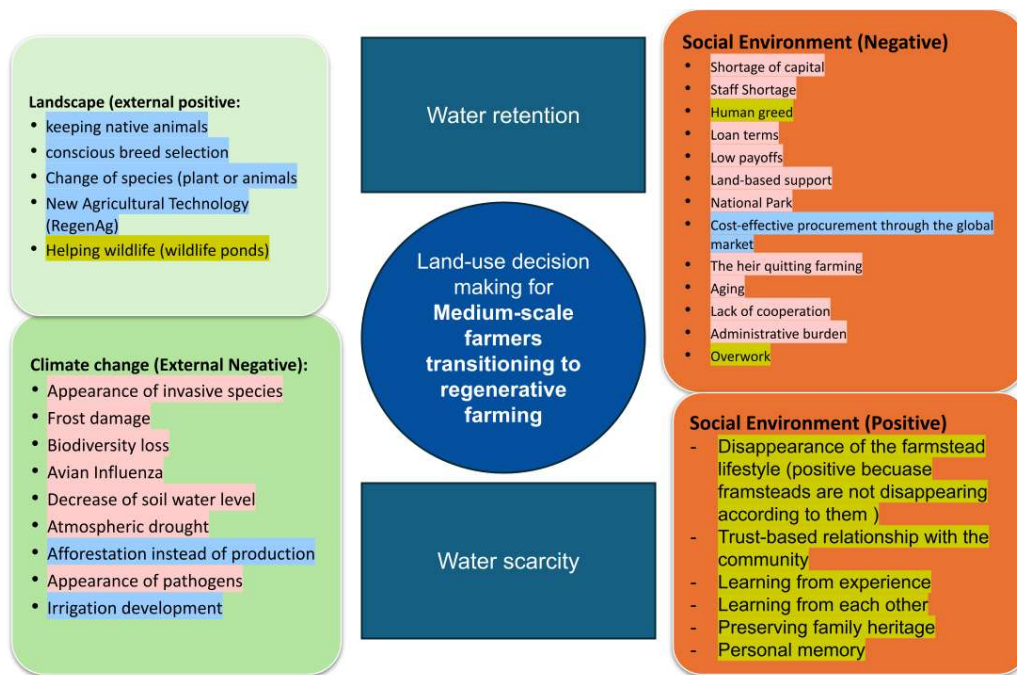 Landscape (external positive:
• keeping native animals
• conscious breed selection
• Change of species (plant or animals
• New Agricultural Technology
(RegenAg)
• Helping wildlife (wildlife ponds)
Climate change (External Negative):
• Appearance of invasive species
• Frost damage
• Biodiversity loss
• Avian Influenza
• Decrease of soil water level
• Atmospheric drought
• Afforestation instead of production
• Appearance of pathogens
• Irrigation development
Water retention
Land-use decision
making for
Medium-scale
farmers
transitioning to
regenerative
farming
Water scarcity
Social Environment (Negative)
• Shortage of capital
• Staff Shortage
• Human greed
• Loan terms
• Low payoffs
• Land-based support
• National Park
• Cost-effective procurement through the global
market
• The heir quitting farming
• Aging
• Lack of cooperation
• Administrative burden
• Overwork
Social Environment (Positive)
- Disappearance of the farmstead
lifestyle (positive becuase
framsteads are not disappearing
according to them )
- Trust-based relationship with the
community
- Learning from experience
- Learning from each other
- Preserving family heritage
- Personal memory